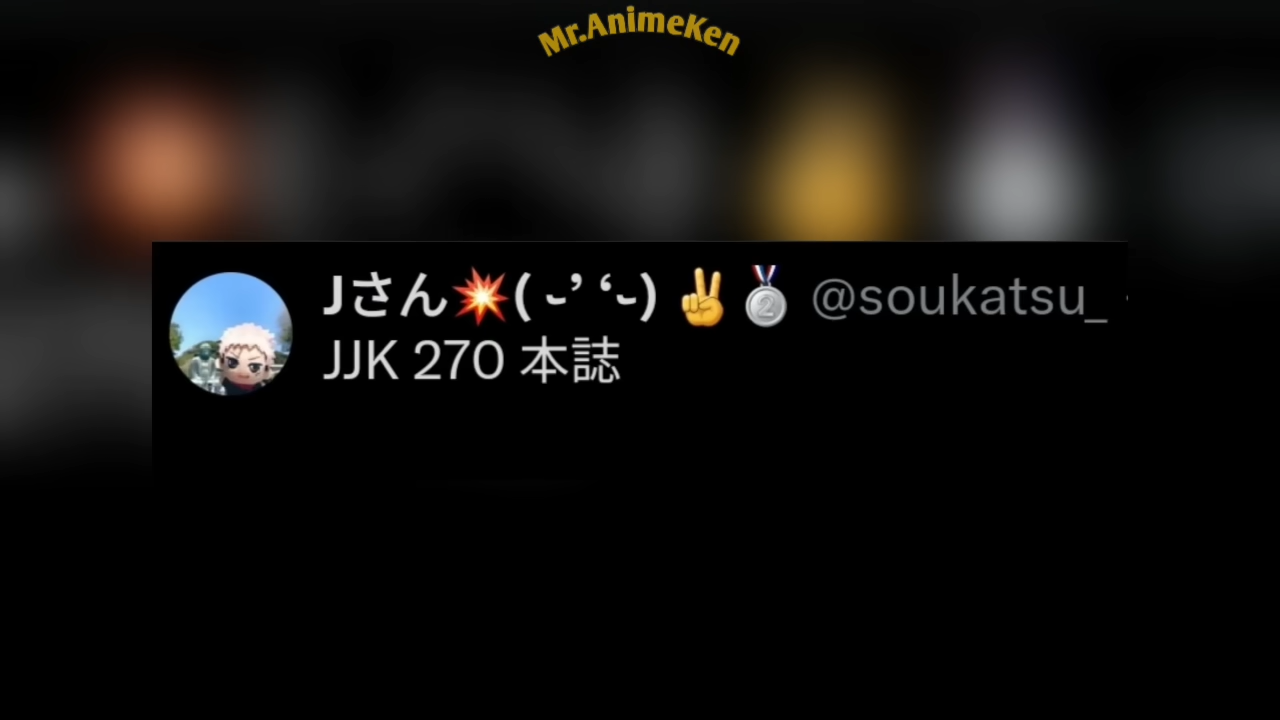 Mr.AnimeKen
Jさん💥( ˘-’ ‘-˘) ✌️🥈 @soukatsu_
JJK 270 本誌